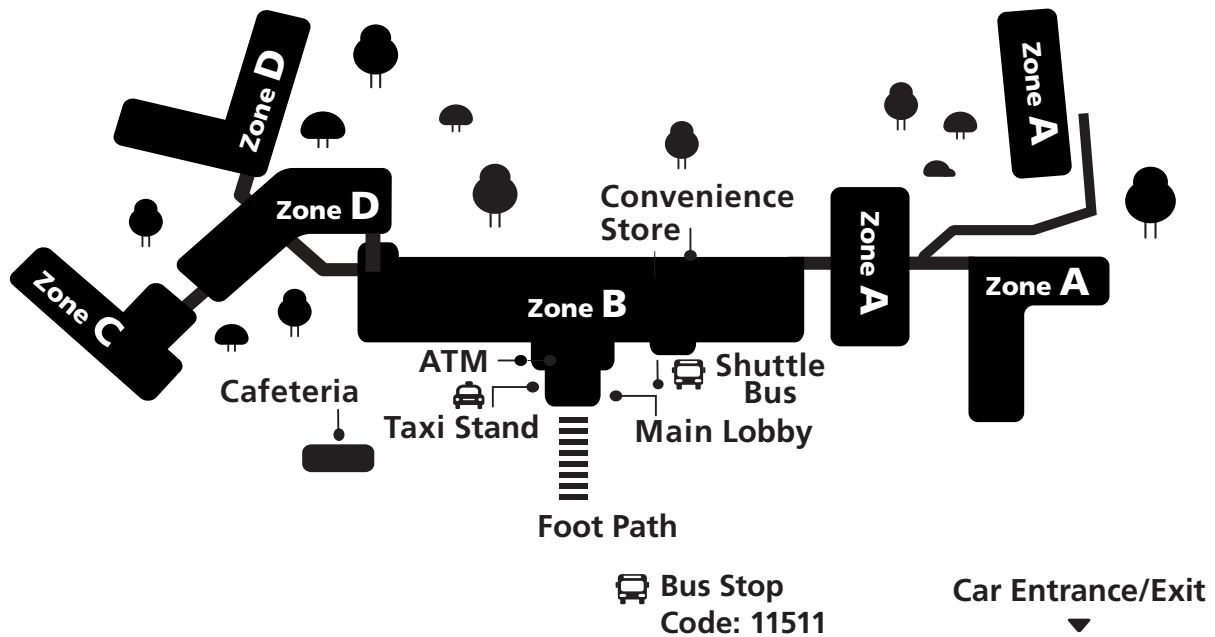 Zone D
Zone A
Convenience
Store
Zone D
Zone A
Zone A
Zone C
Zone B
ATM
Shuttle
Bus
Cafeteria
Taxi Stand
Main Lobby
Foot Path
Bus Stop
Code: 11511
Car Entrance/Exit